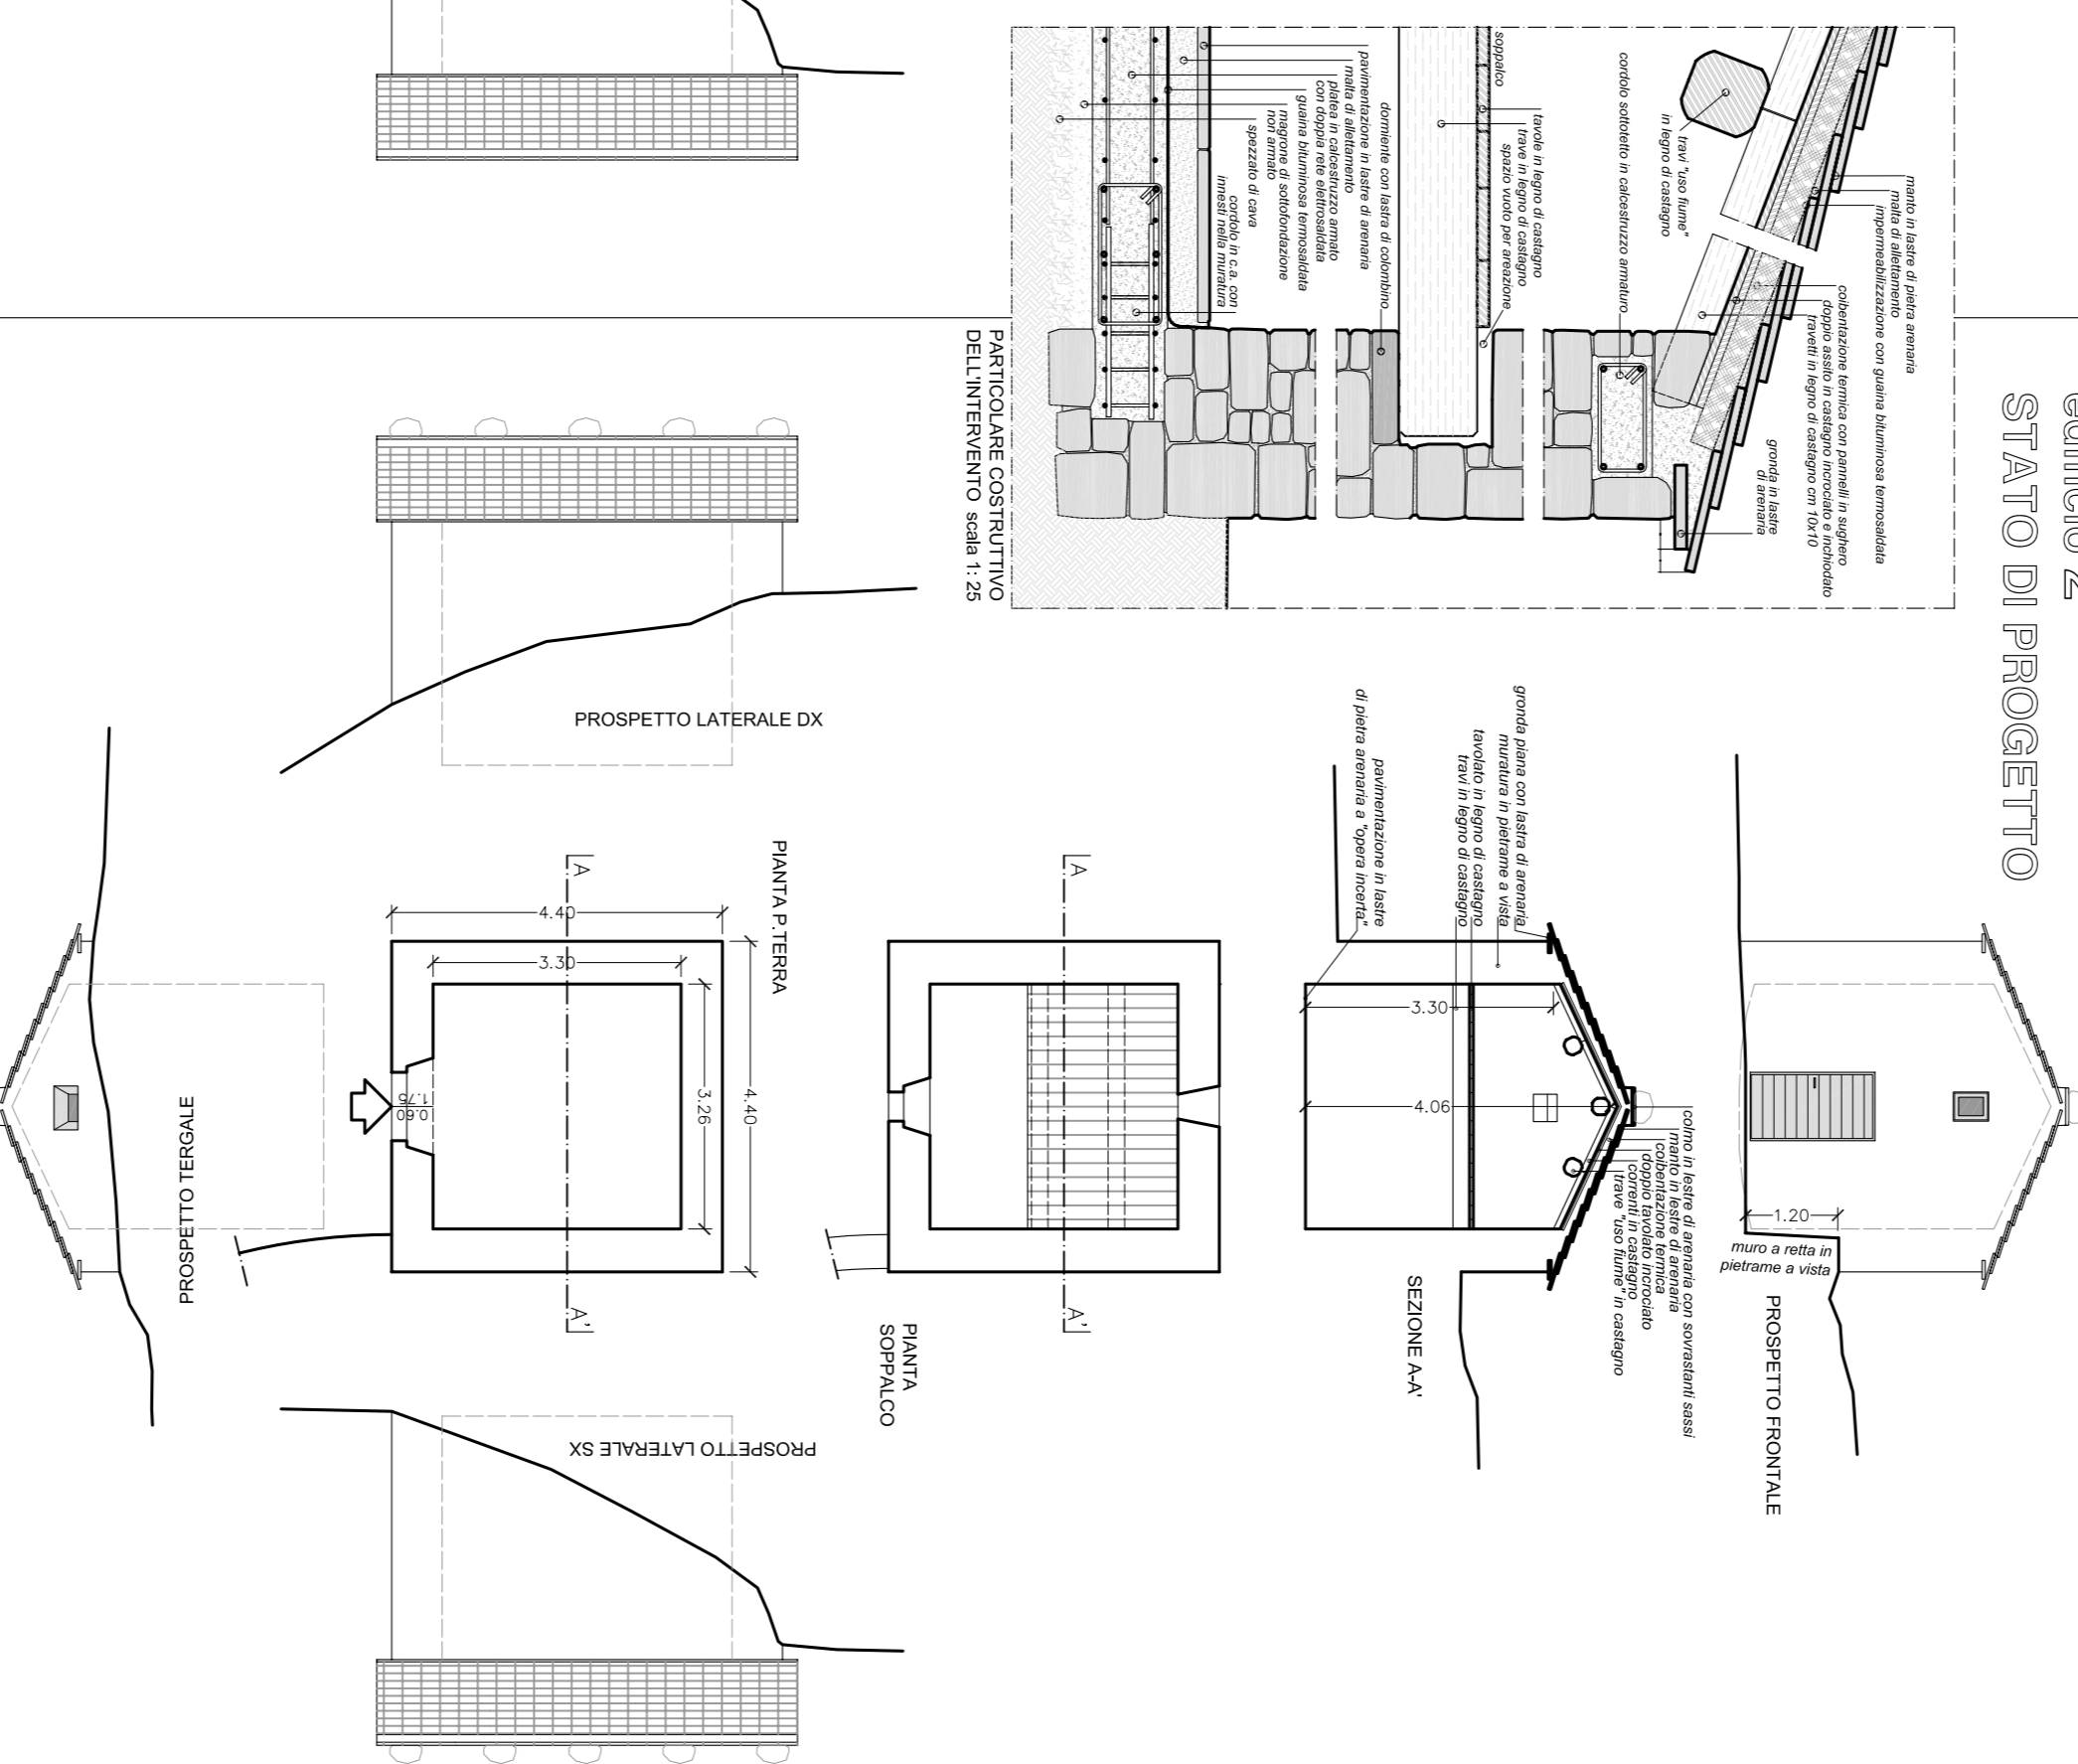 edificio 2
STATO DI PROGETTO
manto in lastre di pietra arenaria
malta di allettamento
impermeabilizzazione con guaina bituminosa termosaldata
coibentazione termica con pannelli in sughero
doppio assito in castagno incrociato e inchiodato
travetti in legno di castagno cm 10x10
gronda in lastre
di arenaria
travi "uso fiume"
in legno di castagno
cordolo sottotetto in calcestruzzo armaturo
tavole in legno di castagno
trave in legno di castagno
spazio vuoto per areazione
soppalco
dormiente con lastra di colombino
pavimentazione in lastre di arenaria
malta di allettamento
platea in calcestruzzo armato
con doppia rete elettrosaldata
guaina bituminosa termosaldata
magrone di sottofondazione
non armato
spezzato di cava
cordolo in c.a. con
innesti nella muratura
PARTICOLARE COSTRUTTIVO
DELL'INTERVENTO scala 1: 25
PROSPETTO FRONTALE
1.20
muro a retta in
pietrame a vista
colmo in lestre di arenaria con sovrastanti sassi
manto in lestre di arenaria
coibentazione termica
doppio tavolato incrociato
correnti in castagno
trave "uso fiume" in castagno
gronda piana con lastra di arenaria
muratura in pietrame a vista
tavolato in legno di castagno
travi in legno di castagno
pavimentazione in lastre
di pietra arenaria a "opera incerta"
3.30
4.06
SEZIONE A-A'
A
A'
PIANTA
SOPPALCO
PIANTA P.TERRA
A
A'
4.40
3.30
3.26
4.40
0.60
1.75
PROSPETTO LATERALE DX
PROSPETTO TERGALE
PROSPETTO LATERALE SX